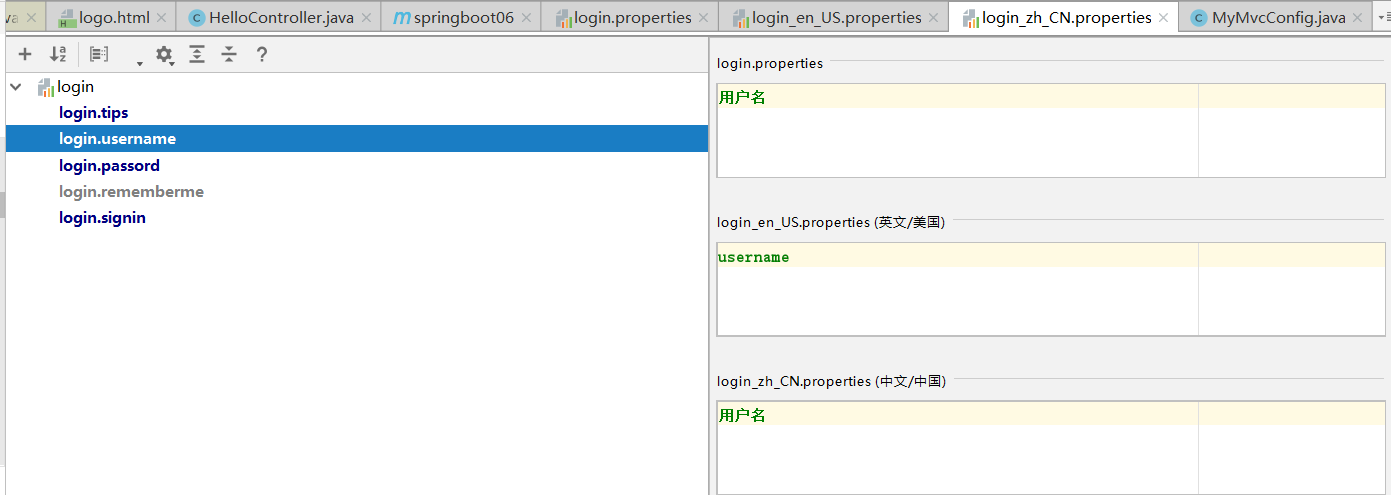 va
logo.html
HelloController.java
m springboot06
login.properties
login_en_US.properties
login_zh_CN.properties
MyMvcConfig.java
login
login.tips
login.username
login.passord
login.rememberme
login.signin
login.properties
用户名
login_en_US.properties (英文/美国)
username
login_zh_CN.properties (中文/中国)
用户名